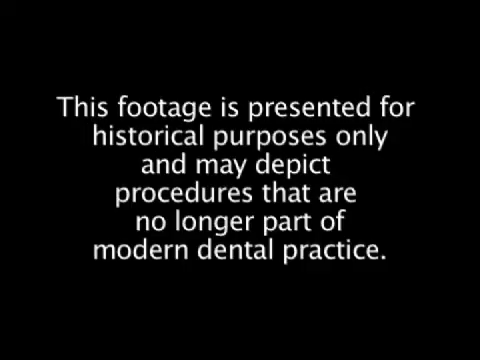 This footage is presented for
historical purposes only
and may depict
procedures that are
no longer part of
modern dental practice.